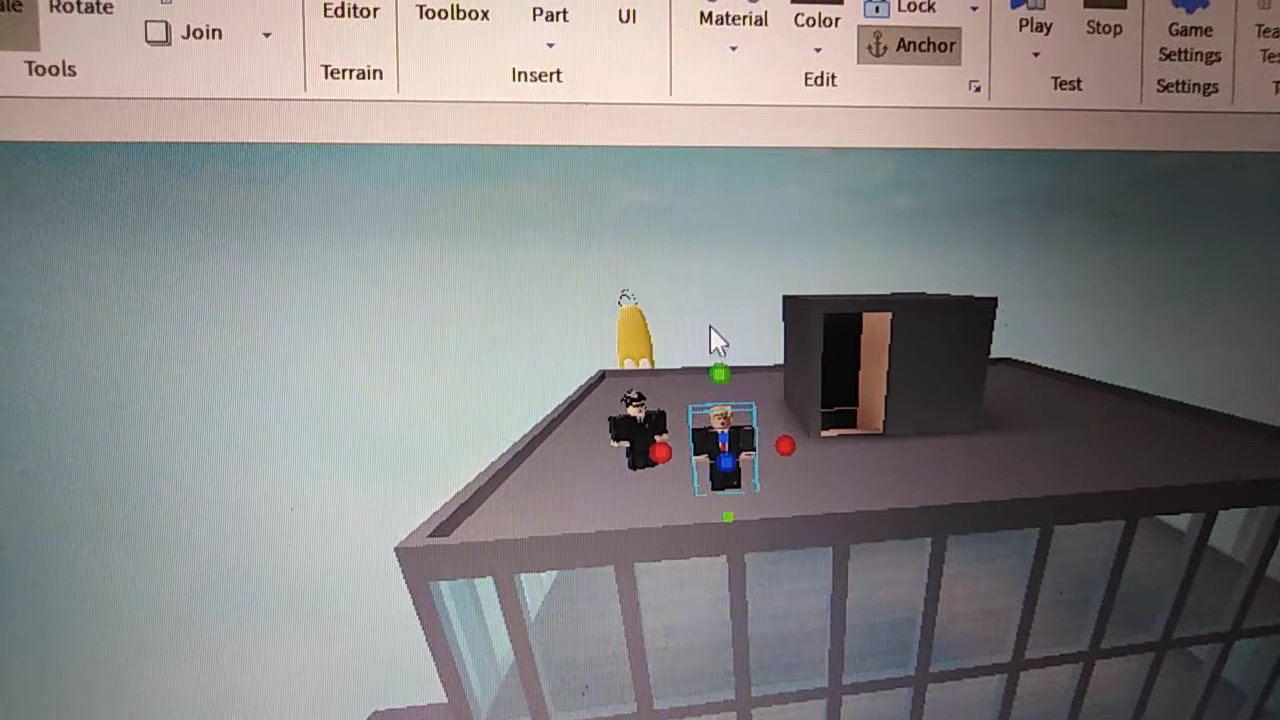 Rotate
Join
Tools
Editor
Terrain
Toolbox
Part
UI
Insert
Material
Color
Lock
Anchor
Edit
Play
Stop
Test
Game
Settings
Settings